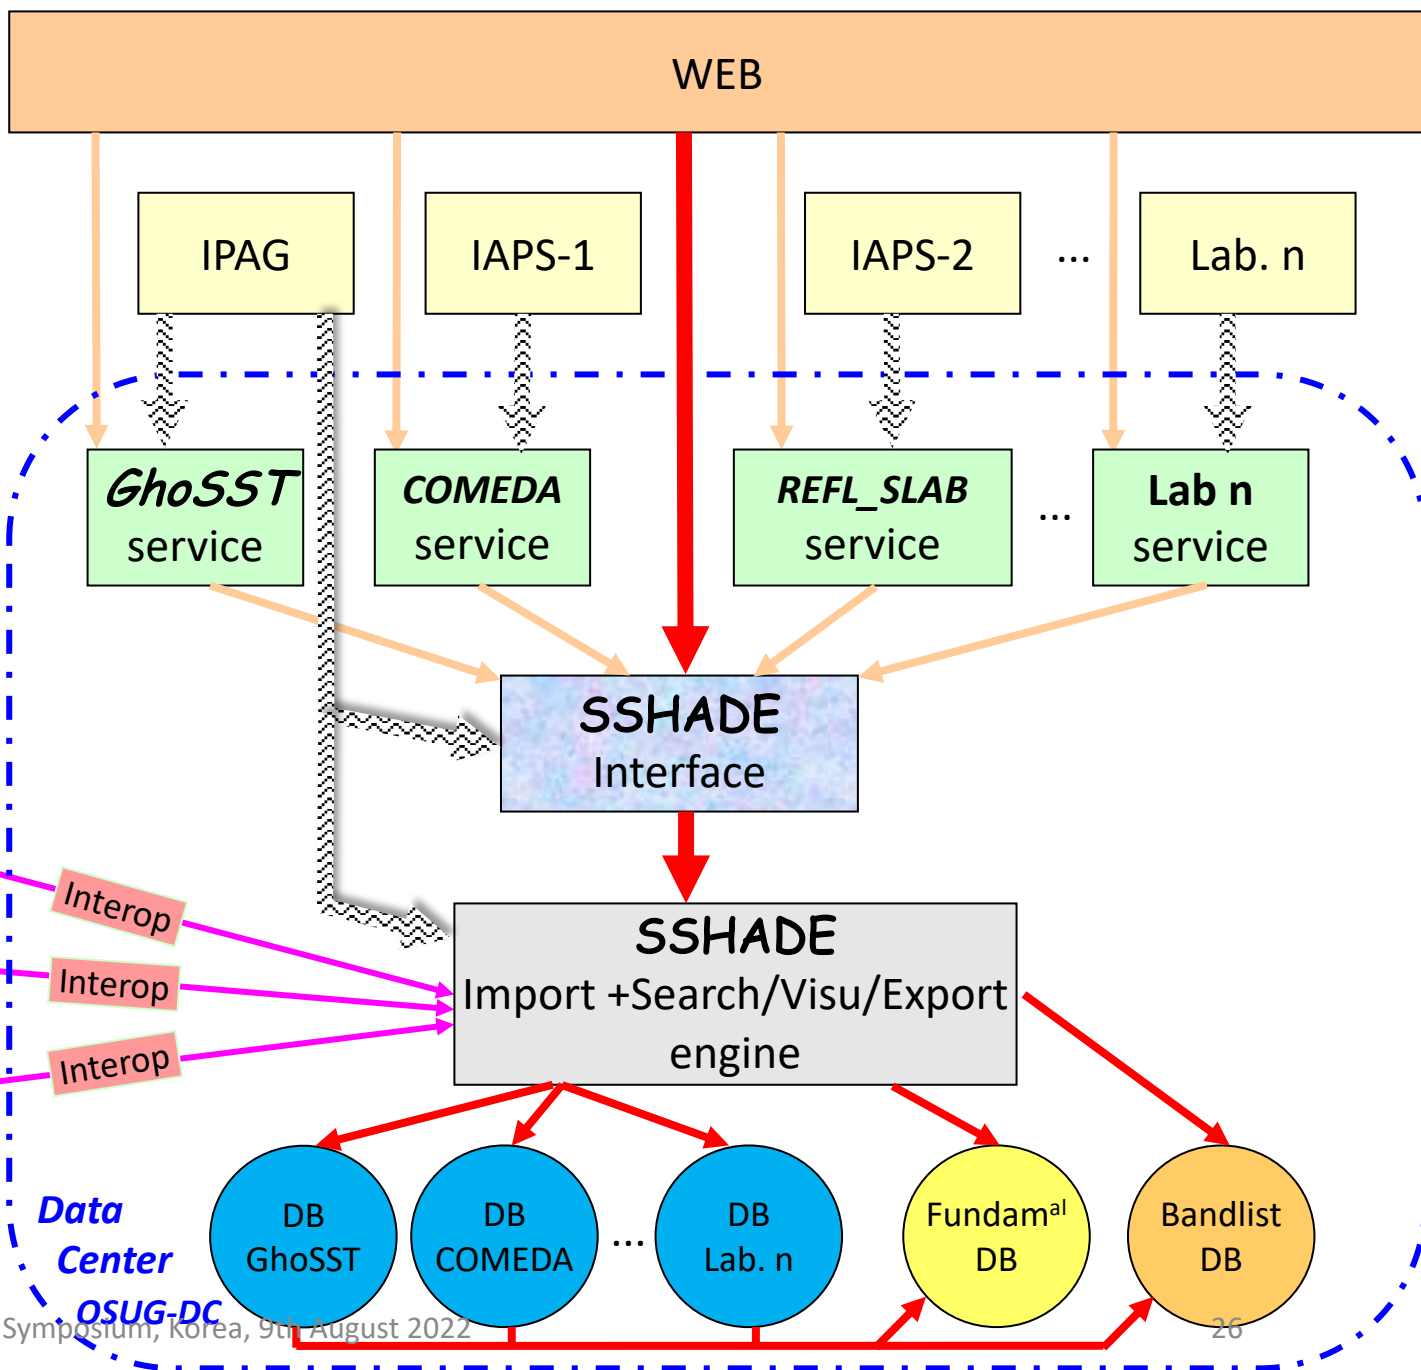 WEB
IPAG
IAPS-1
IAPS-2
...
Lab. n
GhoSST
service
COMEDA
service
REFL_SLAB
service
...
Lab n
service
SSHADE
Interface
Interop
Interop
Interop
SSHADE
Import +Search/Visu/Export
engine
DB
GhoSST
DB
COMEDA
...
DB
Lab. n
Fundamal
DB
Bandlist
DB
Data
Center
OSUG-DC
Symposium, Korea, 9th August 2022
26